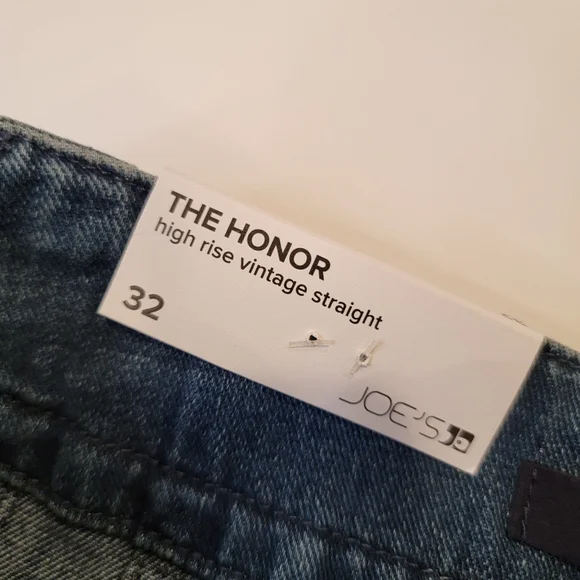 THE HONOR
high rise vintage straight
32
JOE'S